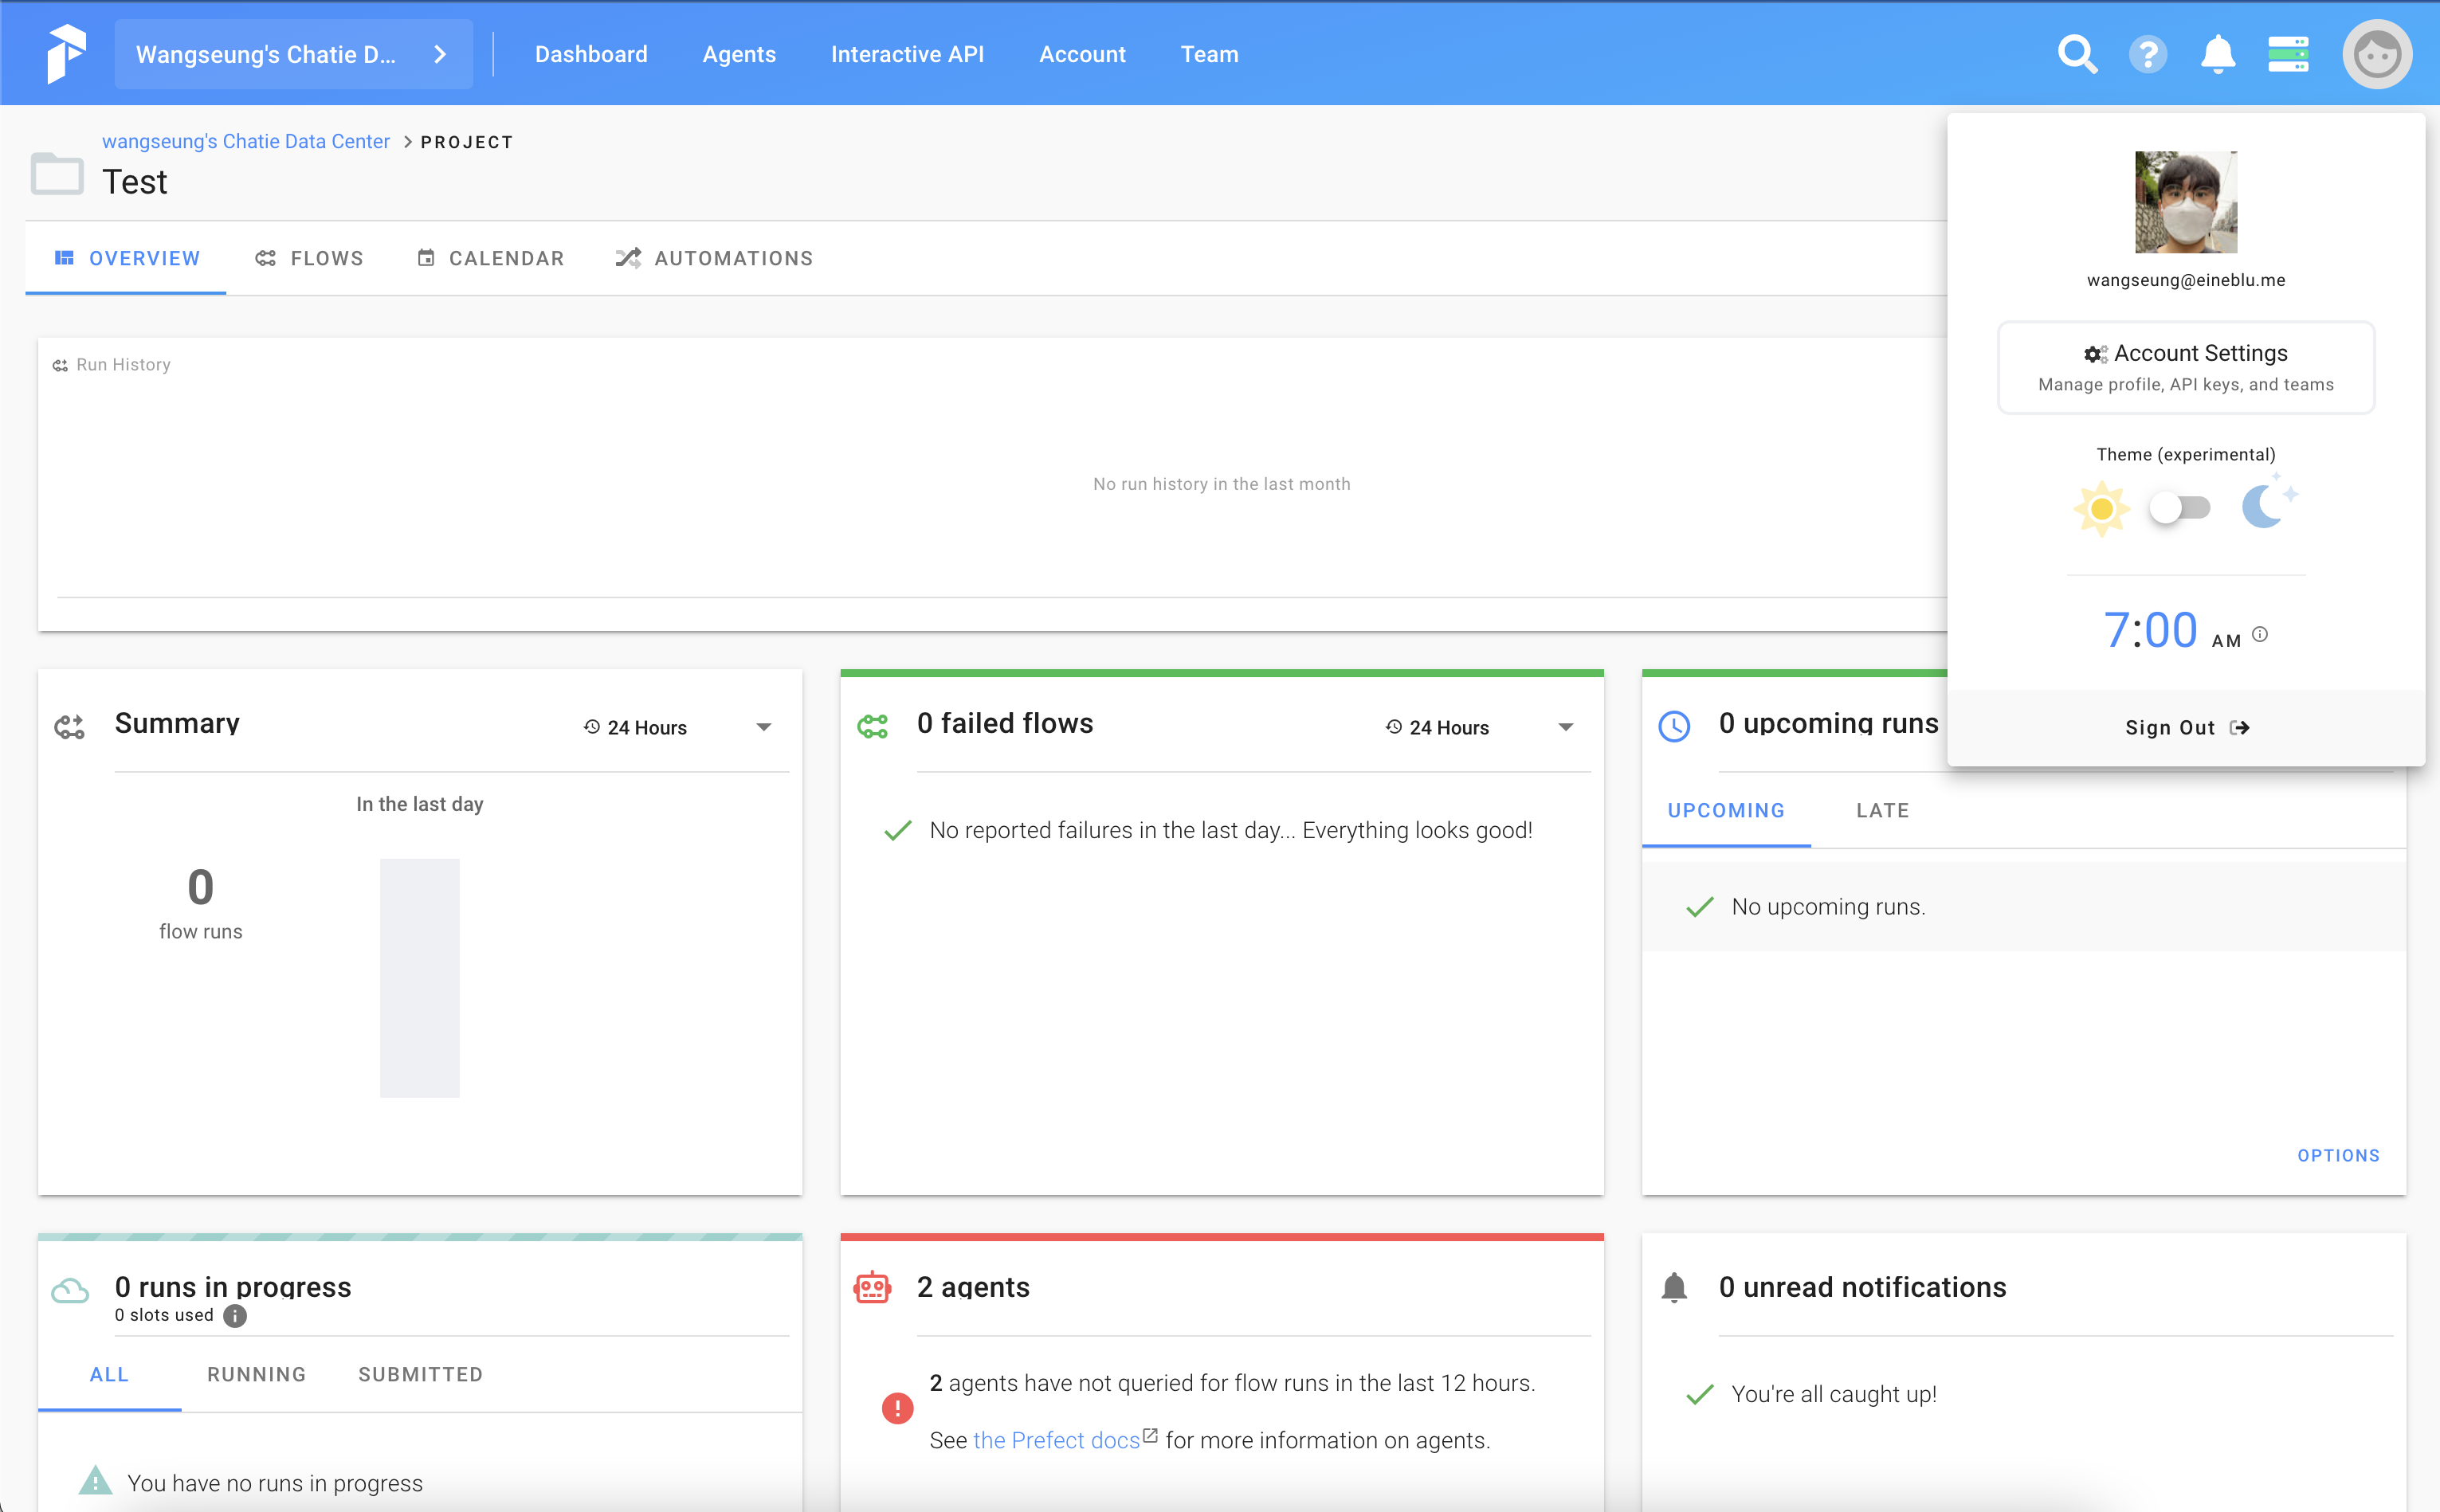 Wangseung's Chatie D...
Dashboard
Agents
Interactive API
Account
Team
?
wangseung's Chatie Data Center > PROJECT
Test
OVERVIEW
FLOWS
CALENDAR
AUTOMATIONS
wangseung@eineblu.me
Account Settings
Manage profile, API keys, and teams
Theme (experimental)
7:00 AM
Sign Out
Run History
No run history in the last month
Summary
24 Hours
In the last day
0
flow runs
0 failed flows
24 Hours
No reported failures in the last day... Everything looks good!
0 upcoming runs
UPCOMING
LATE
No upcoming runs.
OPTIONS
0 runs in progress
0 slots used
ALL
RUNNING
SUBMITTED
You have no runs in progress
2 agents
2 agents have not queried for flow runs in the last 12 hours.
See the Prefect docs for more information on agents.
0 unread notifications
You're all caught up!